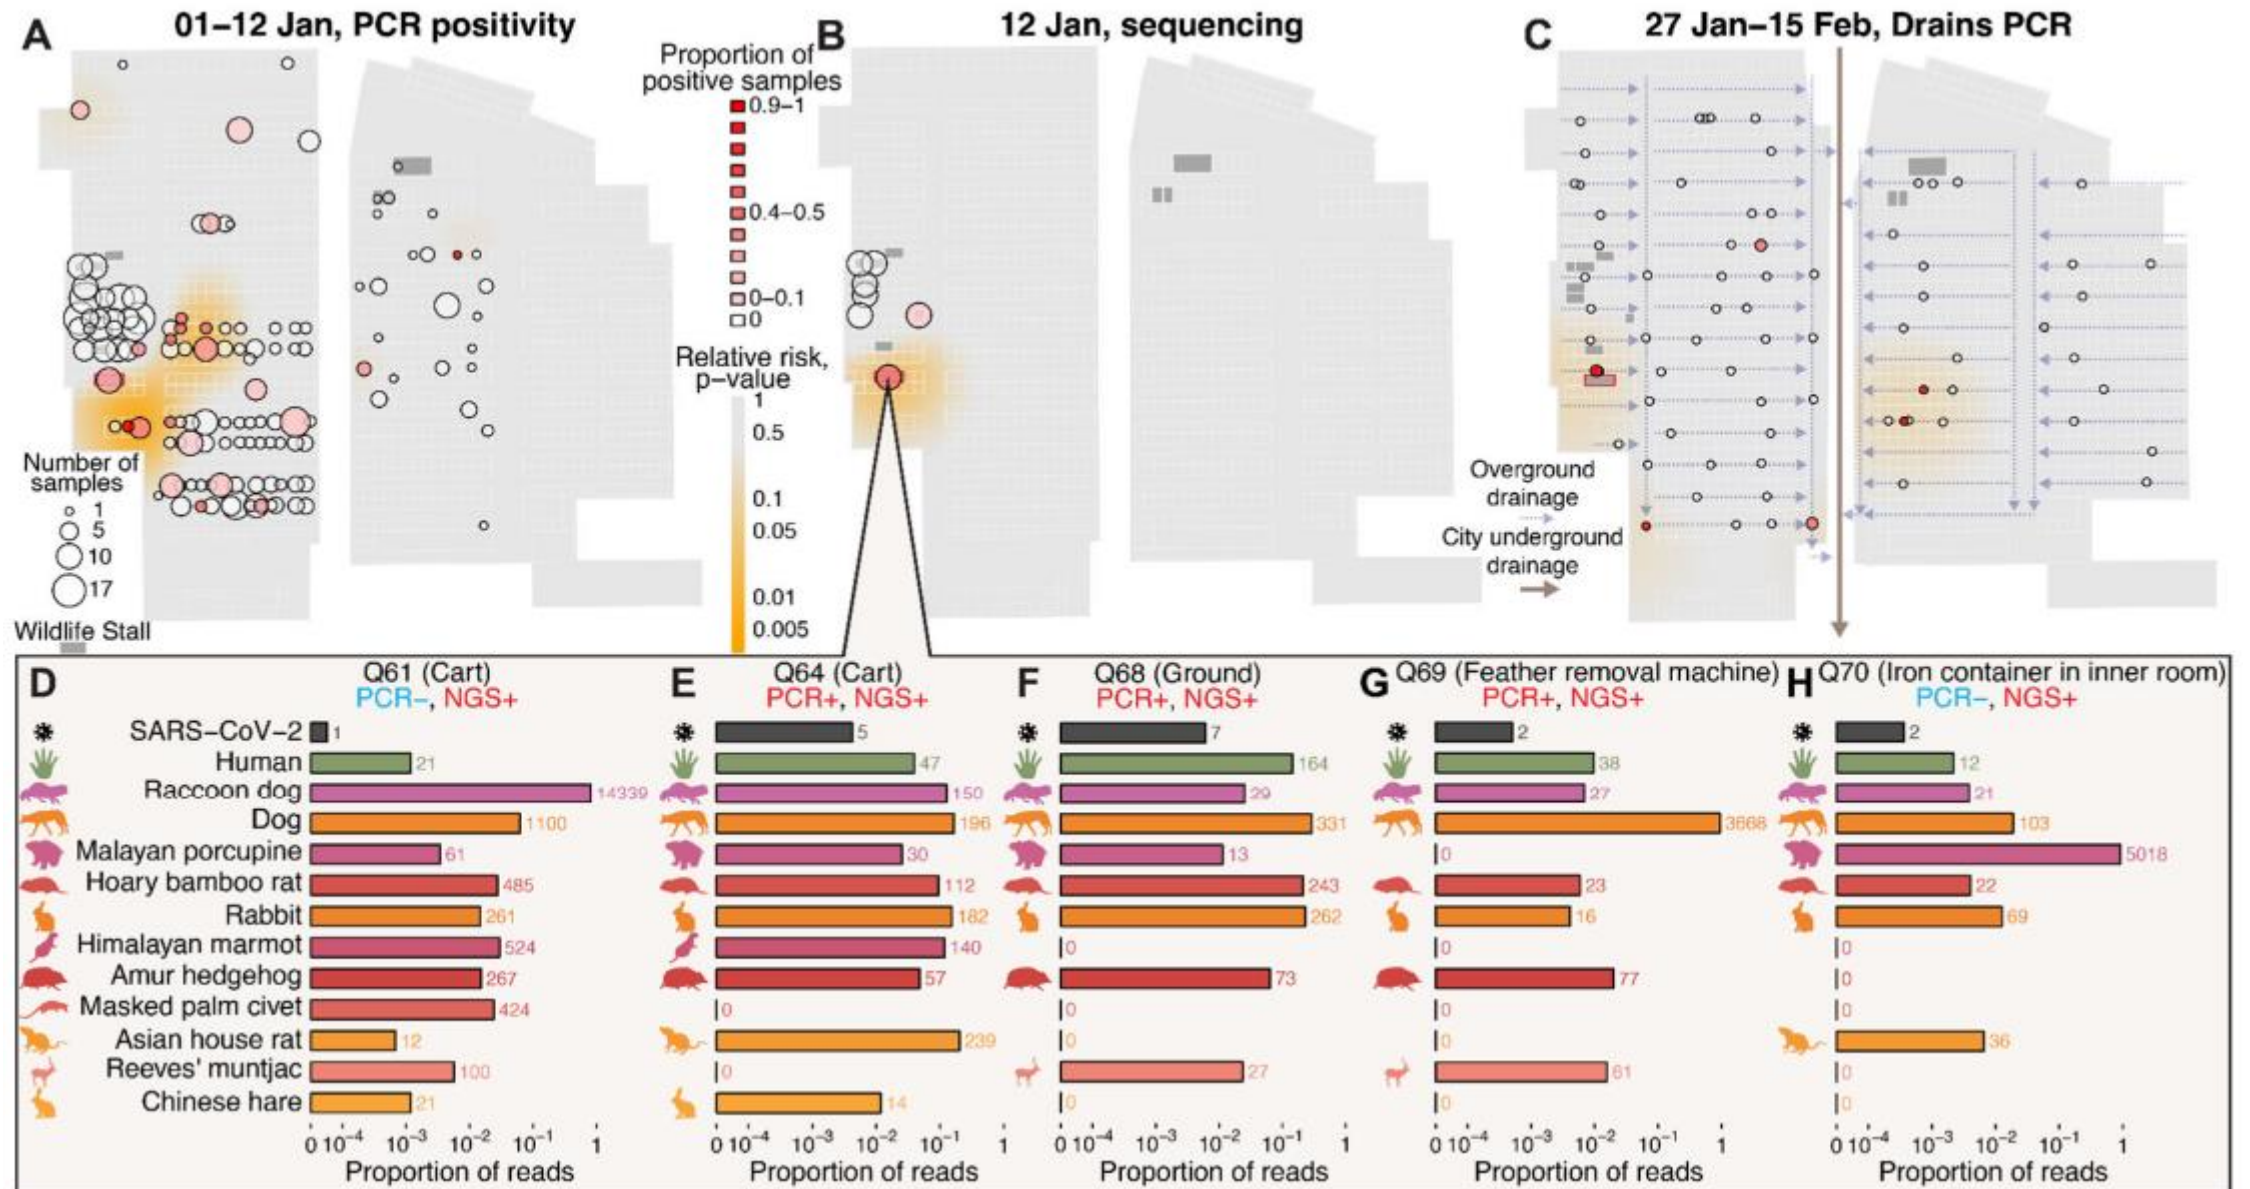 A 01–12 Jan, PCR positivity
Proportion of
positive samples
0.9–1
0.4–0.5
0–0.1
0
Relative risk,
p−value
1
0.5
0.1
0.05
0.01
0.005
Number of
samples
1
5
10
17
Wildlife Stall
B 12 Jan, sequencing
C 27 Jan–15 Feb, Drains PCR
Overground
drainage
City underground
drainage
D Q61 (Cart)
PCR−, NGS+
SARS−CoV−2 1
Human 21
Raccoon dog 14339
Dog 1100
Malayan porcupine 61
Hoary bamboo rat 485
Rabbit 261
Himalayan marmot 524
Amur hedgehog 267
Masked palm civet 424
Asian house rat 12
Reeves' muntjac 100
Chinese hare 21
0 10−4 10−3 10−2 10−1 1
Proportion of reads
E Q64 (Cart)
PCR+, NGS+
5
47
150
196
30
112
182
140
57
0
239
0
14
0 10−4 10−3 10−2 10−1 1
Proportion of reads
F Q68 (Ground)
PCR+, NGS+
7
164
29
331
13
243
262
0
73
0
0
27
0
0 10−4 10−3 10−2 10−1 1
Proportion of reads
G Q69 (Feather removal machine)
PCR+, NGS+
2
38
27
3668
0
23
16
0
77
0
0
61
0
0 10−4 10−3 10−2 10−1 1
Proportion of reads
H Q70 (Iron container in inner room)
PCR−, NGS+
2
12
21
103
5018
22
69
0
0
0
36
0
0
0 10−4 10−3 10−2 10−1 1
Proportion of reads